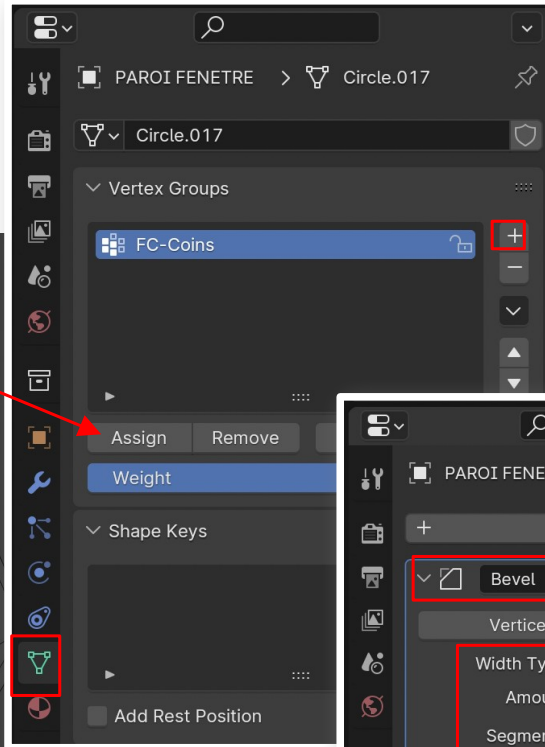 PAROI FENETRE > Circle.017
Circle.017
Vertex Groups
FC-Coins
Assign Remove
Weight
Shape Keys
Add Rest Position
PAROI FENE
Bevel
Vertice
Width Ty
Amou
Segmen